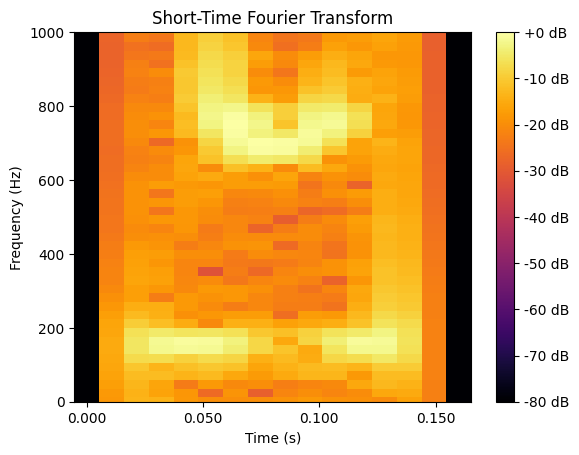 Short-Time Fourier Transform
1000
800
600
400
200
0
Frequency (Hz)
0.000
0.050
0.100
0.150
Time (s)
+0 dB
-10 dB
-20 dB
-30 dB
-40 dB
-50 dB
-60 dB
-70 dB
-80 dB